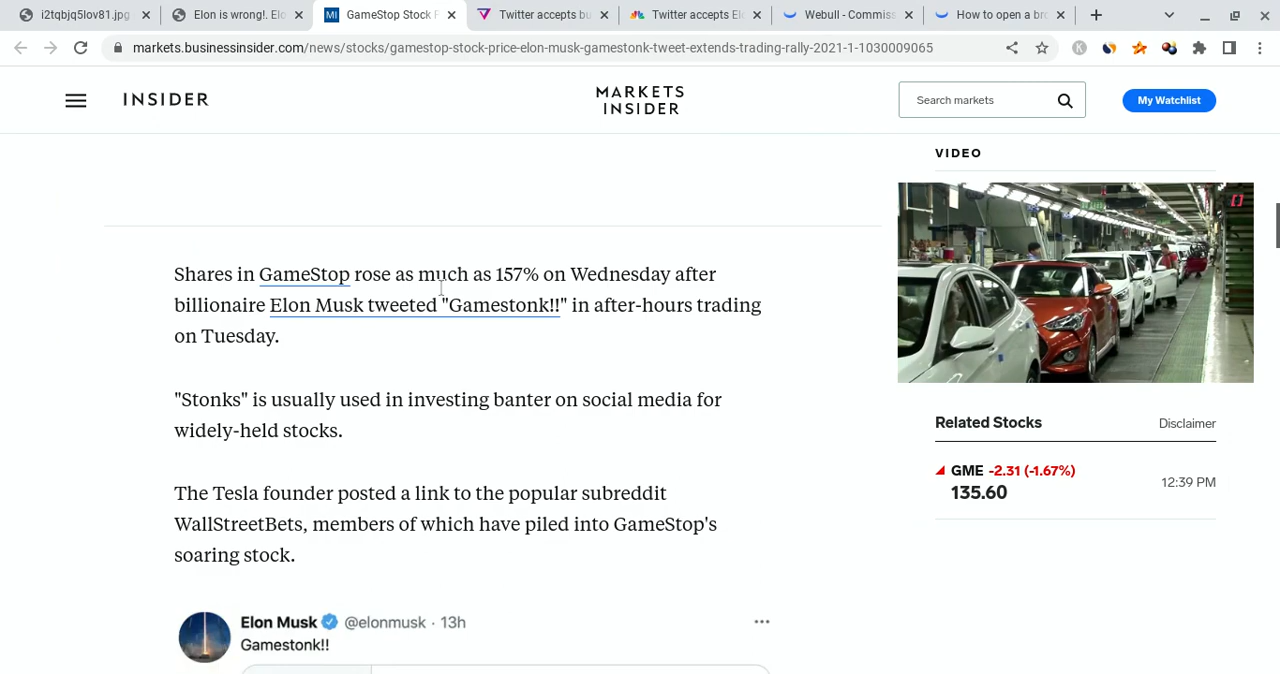 i2tqbjq5lov81.jpg
Elon is wrong!. Elo
GameStop Stock P
Twitter accepts bu
Twitter accepts Ele
Webull - Commiss
How to open a bro
markets.businessinsider.com/news/stocks/gamestop-stock-price-elon-musk-gamestonk-tweet-extends-trading-rally-2021-1-1030009065
INSIDER
MARKETS
INSIDER
Search markets
My Watchlist
VIDEO
Shares in GameStop rose as much as 157% on Wednesday after
billionaire Elon Musk tweeted "Gamestonk!!" in after-hours trading
on Tuesday.
"Stonks" is usually used in investing banter on social media for
widely-held stocks.
The Tesla founder posted a link to the popular subreddit
WallStreetBets, members of which have piled into GameStop's
soaring stock.
Related Stocks
Disclaimer
GME -2.31 (-1.67%)
135.60
12:39 PM
Elon Musk @elonmusk · 13h
Gamestonk!!